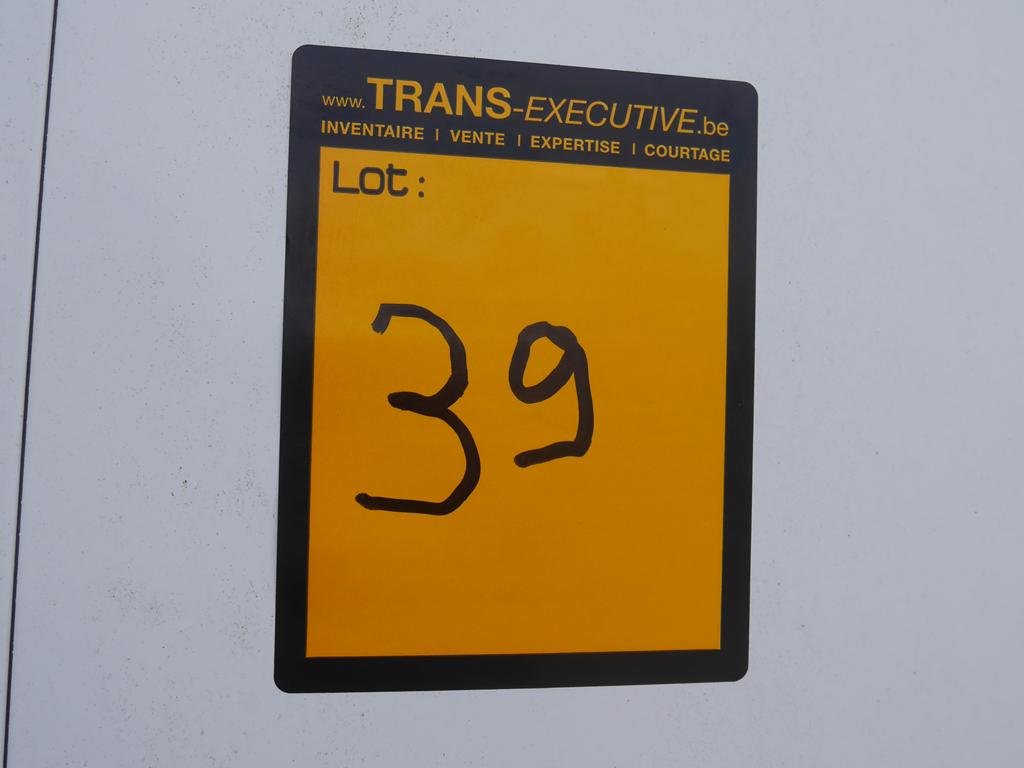 www.TRANS-EXECUTIVE.be
INVENTAIRE | VENTE | EXPERTISE | COURTAGE
Lot:
39